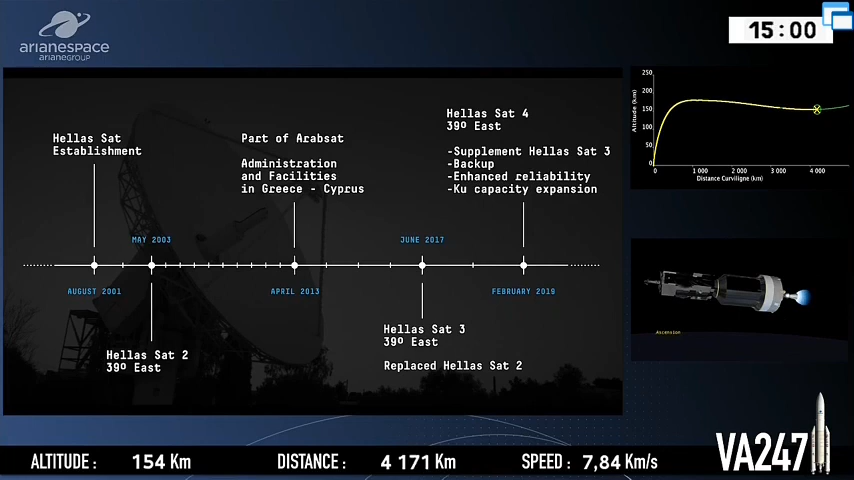 arianespace
arianeGROUP
15:00
Hellas Sat
Establishment
Part of Arabsat
Administration
and Facilities
in Greece - Cyprus
Hellas Sat 4
39º East
-Supplement Hellas Sat 3
-Backup
-Enhanced reliability
-Ku capacity expansion
MAY 2003
JUNE 2017
AUGUST 2001
APRIL 2013
FEBRUARY 2019
Hellas Sat 2
39º East
Hellas Sat 3
39º East
Replaced Hellas Sat 2
Altitude (km)
250
200
150
100
50
0
0
1 000
2 000
3 000
4 000
Distance Curviligne (km)
Ascension
VA247
ALTITUDE : 154 Km
DISTANCE : 4 171 Km
SPEED : 7,84 Km/s